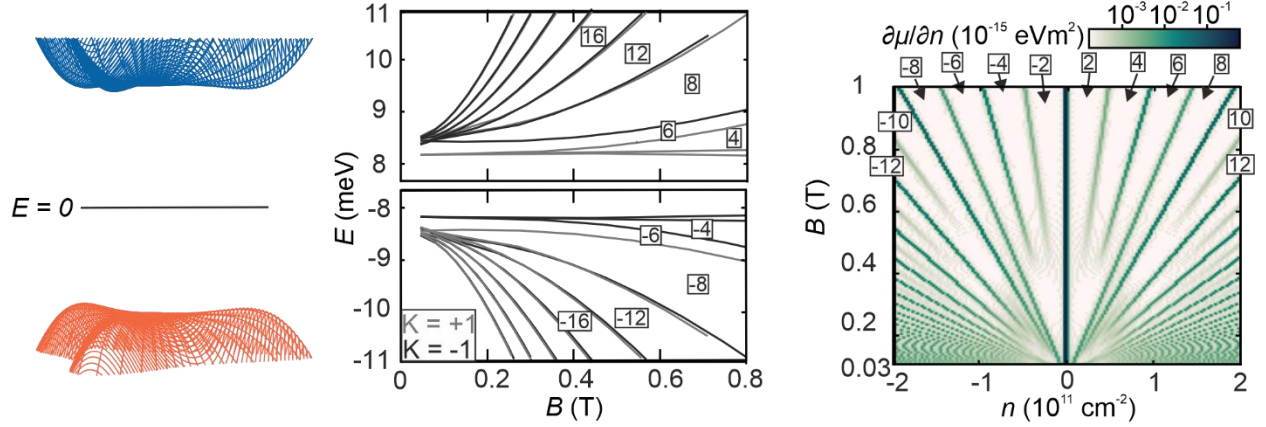 E = 0
E (meV)
11
10
9
8
-8
-9
-10
-11
16
12
8
6
4
-4
-6
-8
-12
-16
K = +1
K = -1
0 0.2 0.4 0.6 0.8
B (T)
∂μ/∂n (10⁻¹⁵ eVm²)
10⁻³ 10⁻² 10⁻¹
-8 -6 -4 -2 2 4 6 8
-10 10
-12 12
B (T)
1
0.8
0.6
0.4
0.2
0.03
-2 -1 0 1 2
n (10¹¹ cm⁻²)